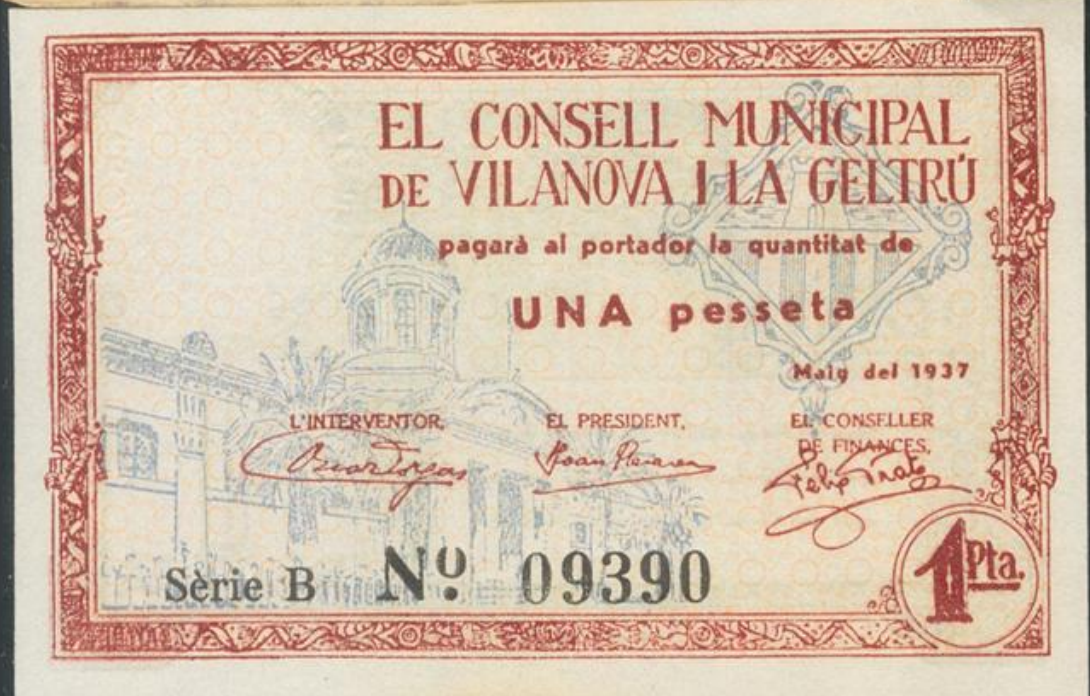 EL CONSELL MUNICIPAL
DE VILANOVA I LA GELTRÚ
pagarà al portador la quantitat de
UNA pesseta
Maig del 1937
L'INTERVENTOR,
EL PRESIDENT,
EL CONSELLER
DE FINANCES,
Sèrie B Nº 09390
1 Pta.